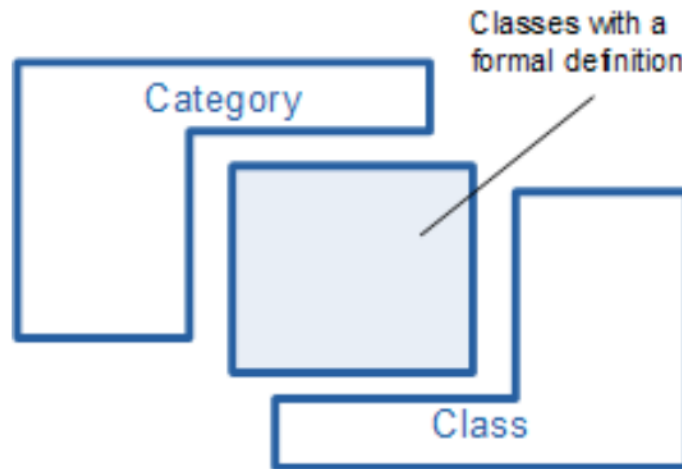 Classes with a
formal definition
Category
Class